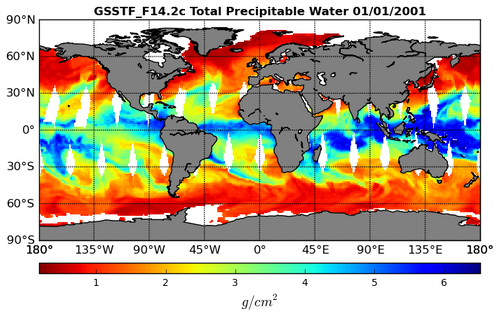 GSSTF_F14.2c Total Precipitable Water 01/01/2001
90°N
60°N
30°N
0°
30°S
60°S
90°S
180° 135°W 90°W 45°W 0° 45°E 90°E 135°E 180°
1 2 3 4 5 6
g/cm²